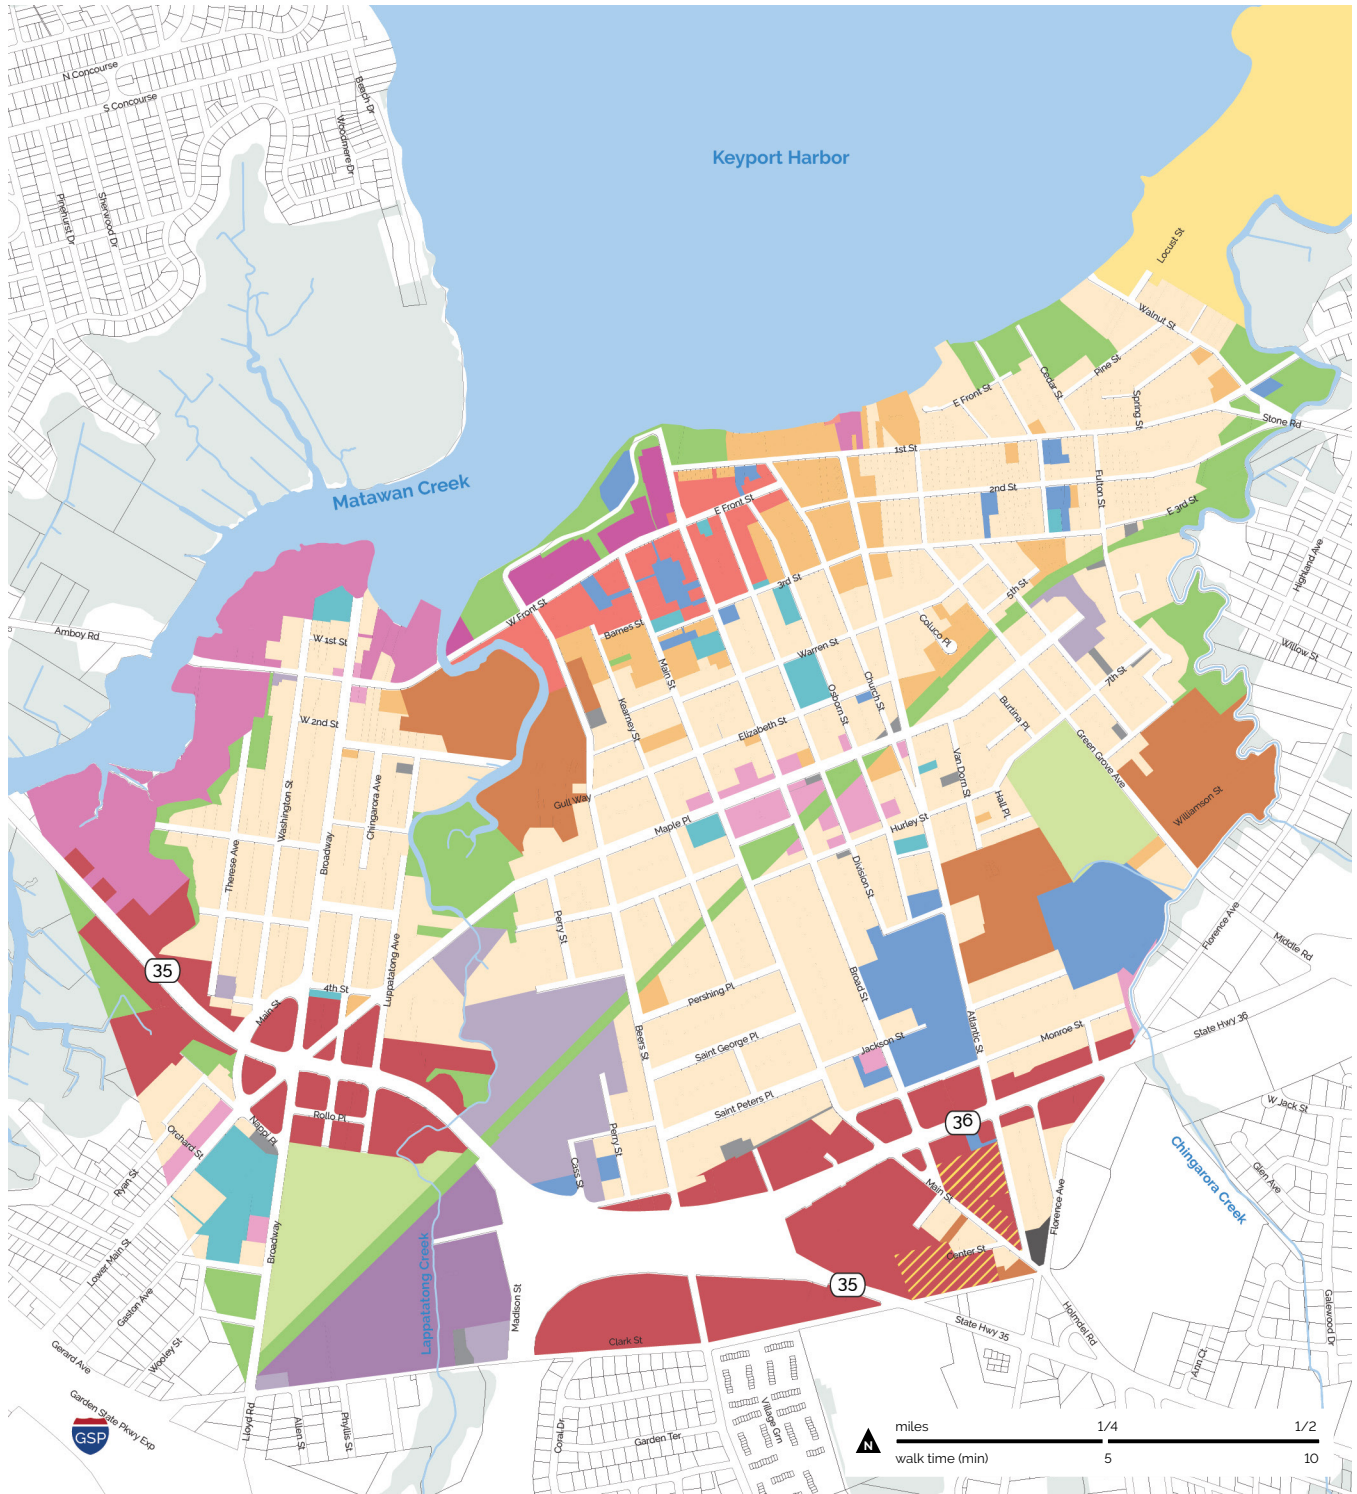 N Concourse
S Concourse
Beach Dr
Woodmere Dr
Pinehurst Dr
Sherwood Dr
Keyport Harbor
Locust St
Walnut St
Pine St
Cedar St
E Front St
Spring St
Stone Rd
1st St
2nd St
Fulton St
E 3rd St
Matawan Creek
E Front St
Highland Ave
3rd St
5th St
W Front St
Barnes St
Coluco Pl
Amboy Rd
W 1st St
Warren St
Willow St
Main St
7th St
Church St
Osborn St
Kearney St
W 2nd St
Elizabeth St
Burtina Pl
Green Grove Ave
Van Dorn St
Washington St
Chingarora Ave
Gull Way
Hall Pl
Williamson St
Maple Pl
Hurley St
Therese Ave
Broadway
Division St
Perry St
Florence Ave
Middle Rd
Luppatatong Ave
35
4th St
Main St
Pershing Pl
Broad St
Beers St
Atlantic St
State Hwy 36
Monroe St
Saint George Pl
Jackson St
Saint Peters Pl
W Jack St
Rollo Pl
36
Nappi Pl
Orchard St
Perry St
Cass St
Chingarora Creek
Glen Ave
Ryan St
Main St
Florence Ave
Broadway
Lower Main St
Center St
Lappatatong Creek
35
Madison St
Gaston Ave
Galewood Dr
Holmdel Rd
State Hwy 35
Clark St
Wooley St
Gerard Ave
Ann Ct
Garden State Pkwy Exp
Lloyd Rd
Allen St
Phyllis St
Coral Dr
Village Grn
Garden Ter
GSP
N
miles 1/4 1/2
walk time (min) 5 10